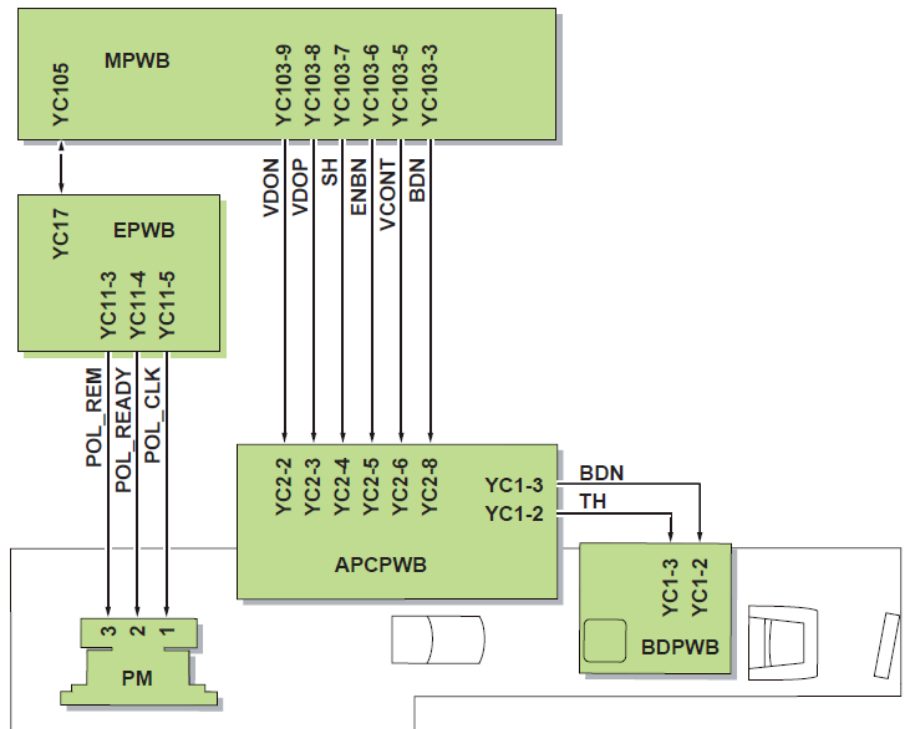 MPWB
YC105
YC103-9
YC103-8
YC103-7
YC103-6
YC103-5
YC103-3
VDON
VDOP
SH
ENBN
VCONT
BDN
YC17
EPWB
YC11-3
YC11-4
YC11-5
POL_REM
POL_READY
POL_CLK
YC2-2
YC2-3
YC2-4
YC2-5
YC2-6
YC2-8
YC1-3
YC1-2
APCPWB
BDN
TH
YC1-3
YC1-2
BDPWB
3
2
1
PM